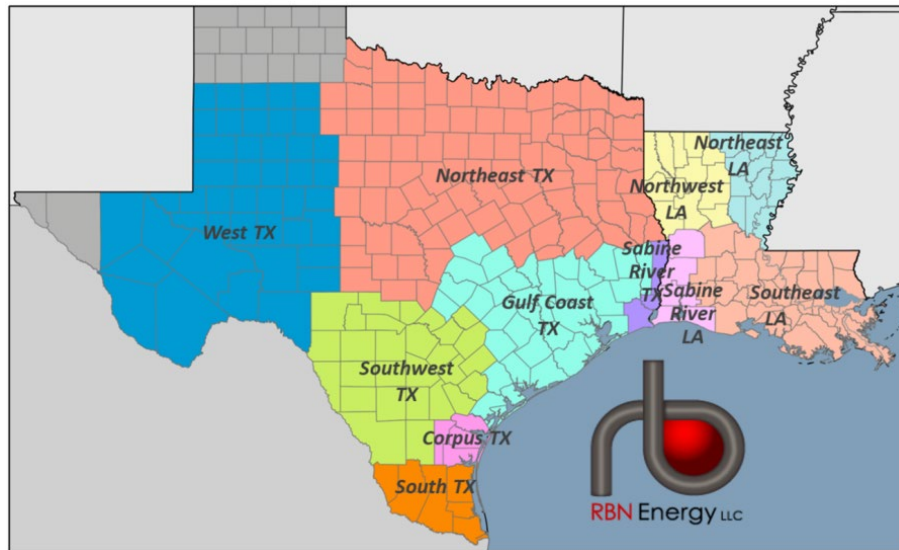 Northeast
LA
Northeast TX
Northwest
LA
West TX
Sabine
River
TX
Gulf Coast
TX
Sabine
River
LA
Southeast
LA
Southwest
TX
Corpus TX
South TX
RBN Energy LLC